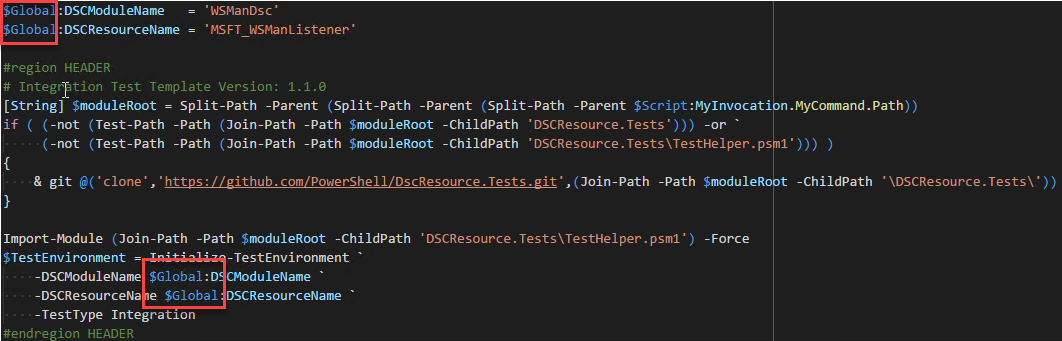 $Global:DSCModuleName   = 'WSManDsc'
$Global:DSCResourceName = 'MSFT_WSManListener'
#region HEADER
# Integration Test Template Version: 1.1.0
[String] $moduleRoot = Split-Path -Parent (Split-Path -Parent (Split-Path -Parent $Script:MyInvocation.MyCommand.Path))
if ( (-not (Test-Path -Path (Join-Path -Path $moduleRoot -ChildPath 'DSCResource.Tests'))) -or `
     (-not (Test-Path -Path (Join-Path -Path $moduleRoot -ChildPath 'DSCResource.Tests\TestHelper.psm1'))) )
{
    & git @('clone','https://github.com/PowerShell/DscResource.Tests.git',(Join-Path -Path $moduleRoot -ChildPath '\DSCResource.Tests\'))
}
Import-Module (Join-Path -Path $moduleRoot -ChildPath 'DSCResource.Tests\TestHelper.psm1') -Force
$TestEnvironment = Initialize-TestEnvironment `
    -DSCModuleName $Global:DSCModuleName `
    -DSCResourceName $Global:DSCResourceName `
    -TestType Integration
#endregion HEADER